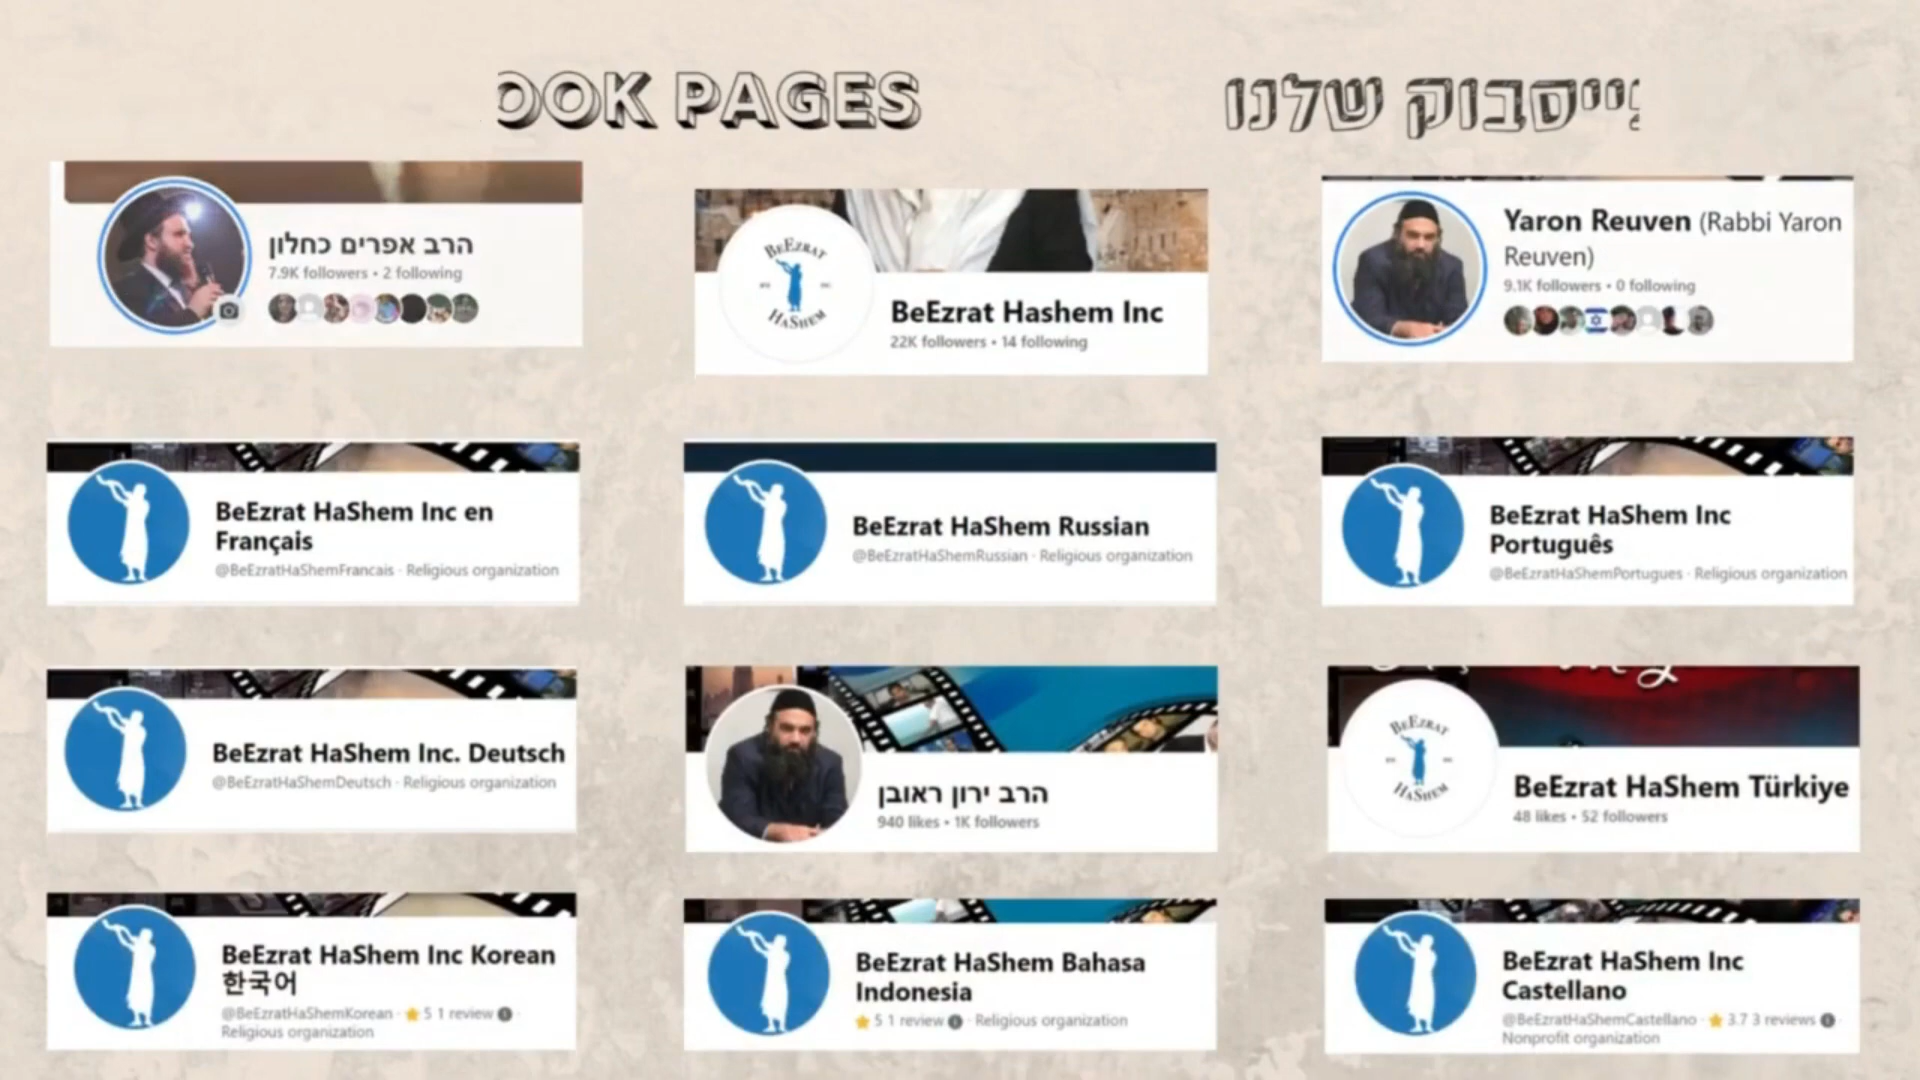 OOK PAGES
ייסבוק שלנו
הרב אפרים כחלון
7.9K followers • 2 following
BEEZRAT
HASHEM
BeEzrat Hashem Inc
22K followers • 14 following
Yaron Reuven (Rabbi Yaron
Reuven)
9.1K followers • 0 following
BeEzrat HaShem Inc en
Français
@BeEzratHaShemFrancais · Religious organization
BeEzrat HaShem Russian
@BeEzratHaShemRussian · Religious organization
BeEzrat HaShem Inc
Português
@BeEzratHaShemPortugues · Religious organization
BeEzrat HaShem Inc. Deutsch
@BeEzratHaShemDeutsch · Religious organization
הרב ירון ראובן
940 likes • 1K followers
BEEZRAT
HASHEM
BeEzrat HaShem Türkiye
48 likes • 52 followers
BeEzrat HaShem Inc Korean
한국어
@BeEzratHaShemKorean · 5 1 review ·
Religious organization
BeEzrat HaShem Bahasa
Indonesia
5 1 review · Religious organization
BeEzrat HaShem Inc
Castellano
@BeEzratHaShemCastellano · 3.7 3 reviews ·
Nonprofit organization